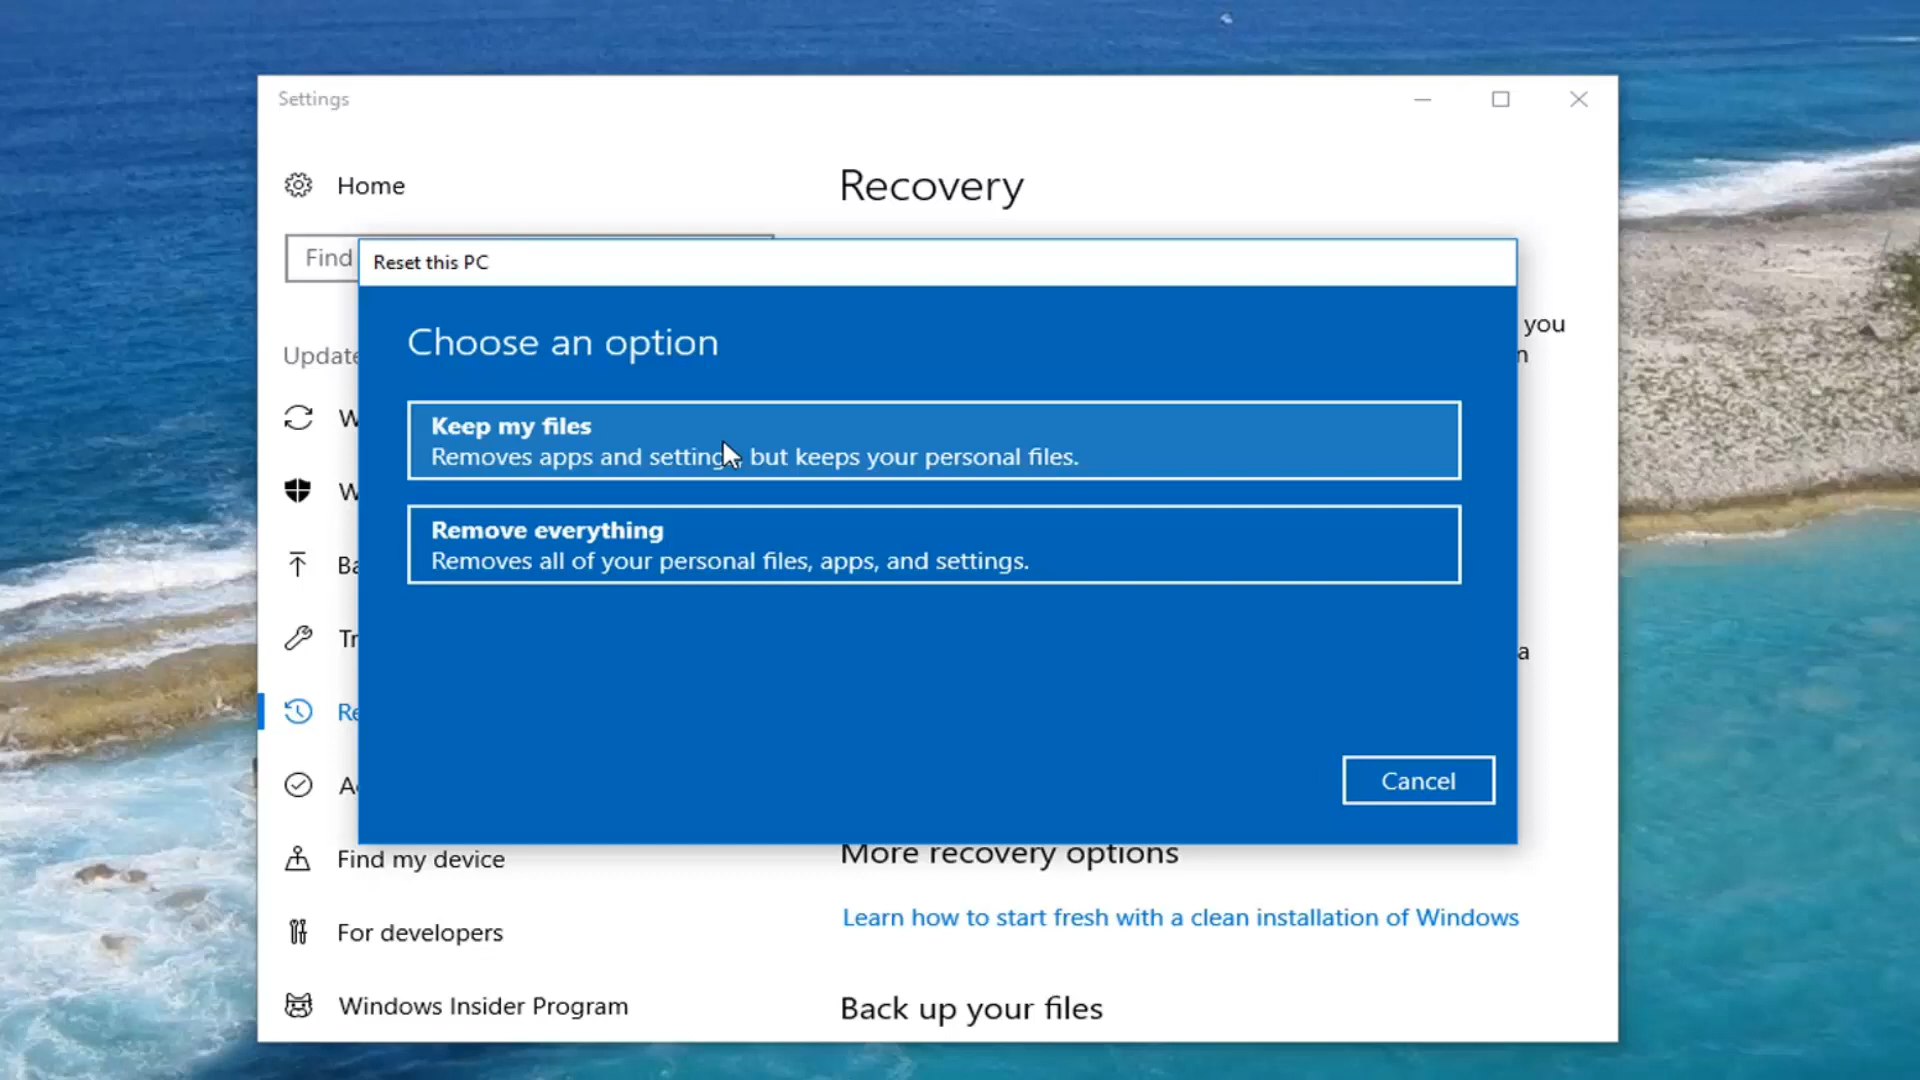 Settings
Home
Recovery
Find
Reset this PC
Choose an option
you
n
Update
Keep my files
Removes apps and settings, but keeps your personal files.
W
W
Remove everything
Removes all of your personal files, apps, and settings.
Ba
Tr
a
Re
Cancel
Find my device
More recovery options
Learn how to start fresh with a clean installation of Windows
For developers
Windows Insider Program
Back up your files